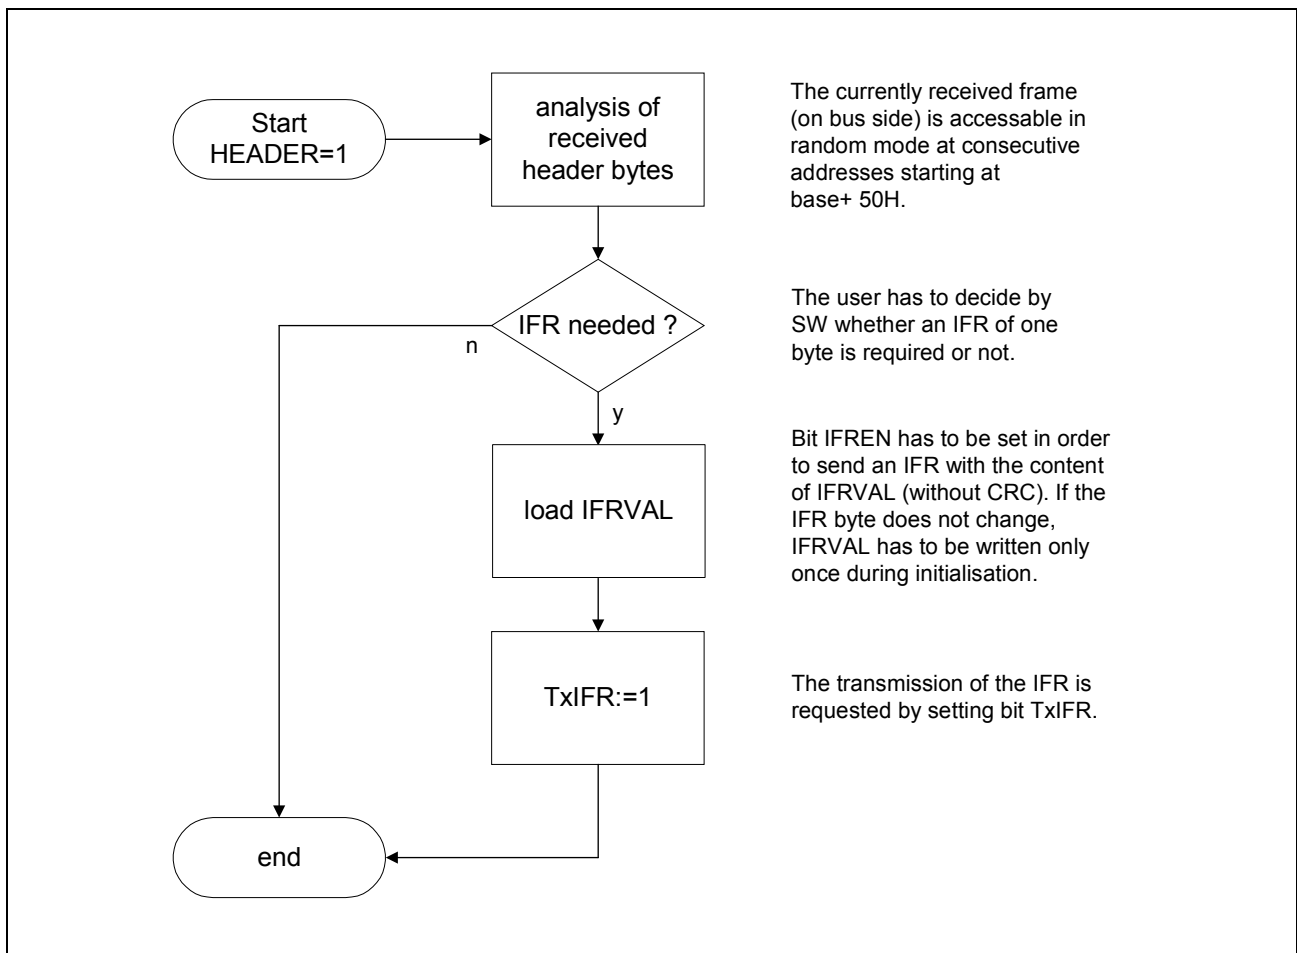 Start
HEADER=1
analysis of
received
header bytes
The currently received frame
(on bus side) is accessable in
random mode at consecutive
addresses starting at
base+ 50H.
IFR needed ?
n
y
The user has to decide by
SW whether an IFR of one
byte is required or not.
load IFRVAL
Bit IFREN has to be set in order
to send an IFR with the content
of IFRVAL (without CRC). If the
IFR byte does not change,
IFRVAL has to be written only
once during initialisation.
TxIFR:=1
The transmission of the IFR is
requested by setting bit TxIFR.
end